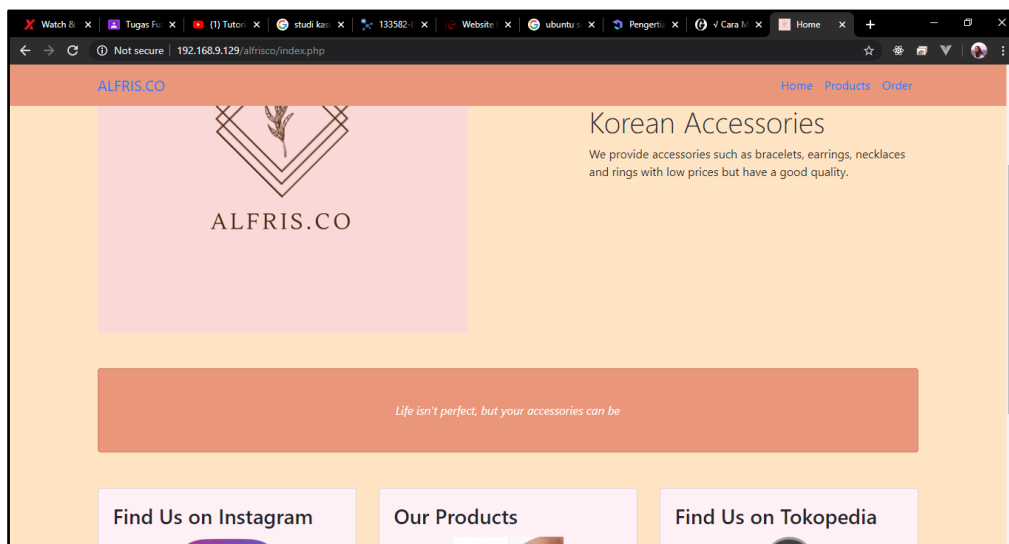 Watch &
Tugas Fu
(1) Tutori
studi kas
133582-
Website
ubuntu s
Pengertia
√ Cara M
Home
Not secure | 192.168.9.129/alfrisco/index.php
ALFRIS.CO
Home Products Order
Korean Accessories
We provide accessories such as bracelets, earrings, necklaces
and rings with low prices but have a good quality.
ALFRIS.CO
Life isn't perfect, but your accessories can be
Find Us on Instagram
Our Products
Find Us on Tokopedia